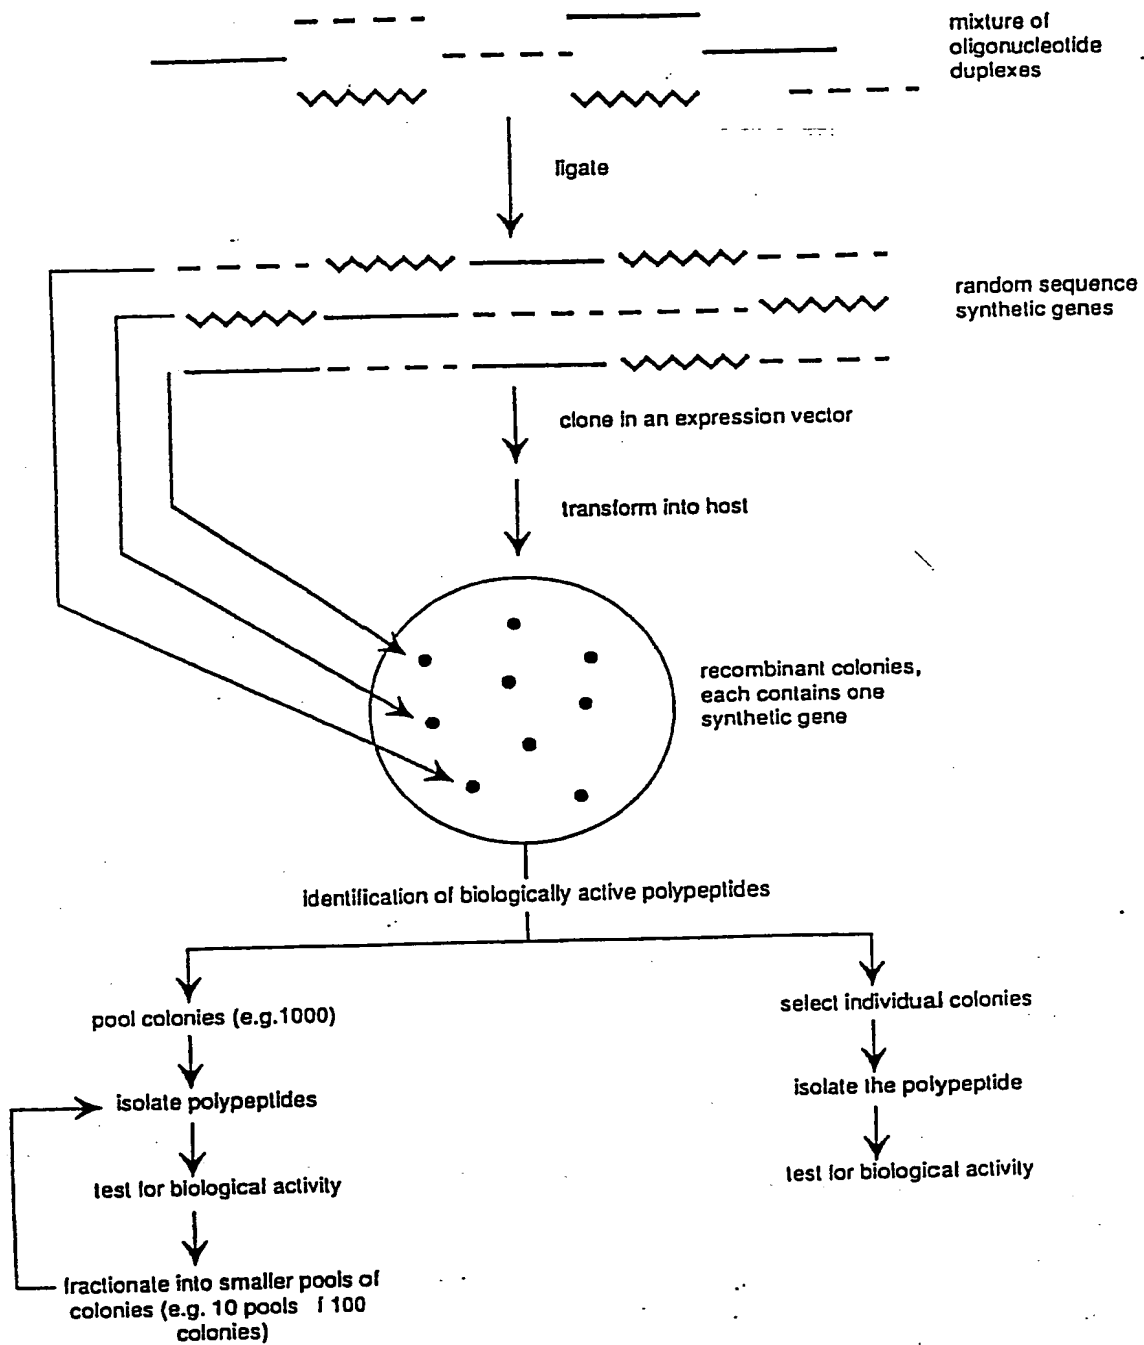 mixture of
oligonucleotide
duplexes
ligate
random sequence
synthetic genes
clone in an expression vector
transform into host
recombinant colonies,
each contains one
synthetic gene
identification of biologically active polypeptides
pool colonies (e.g.1000)
select individual colonies
isolate polypeptides
isolate the polypeptide
test for biological activity
test for biological activity
fractionate into smaller pools of
colonies (e.g. 10 pools f 100
colonies)